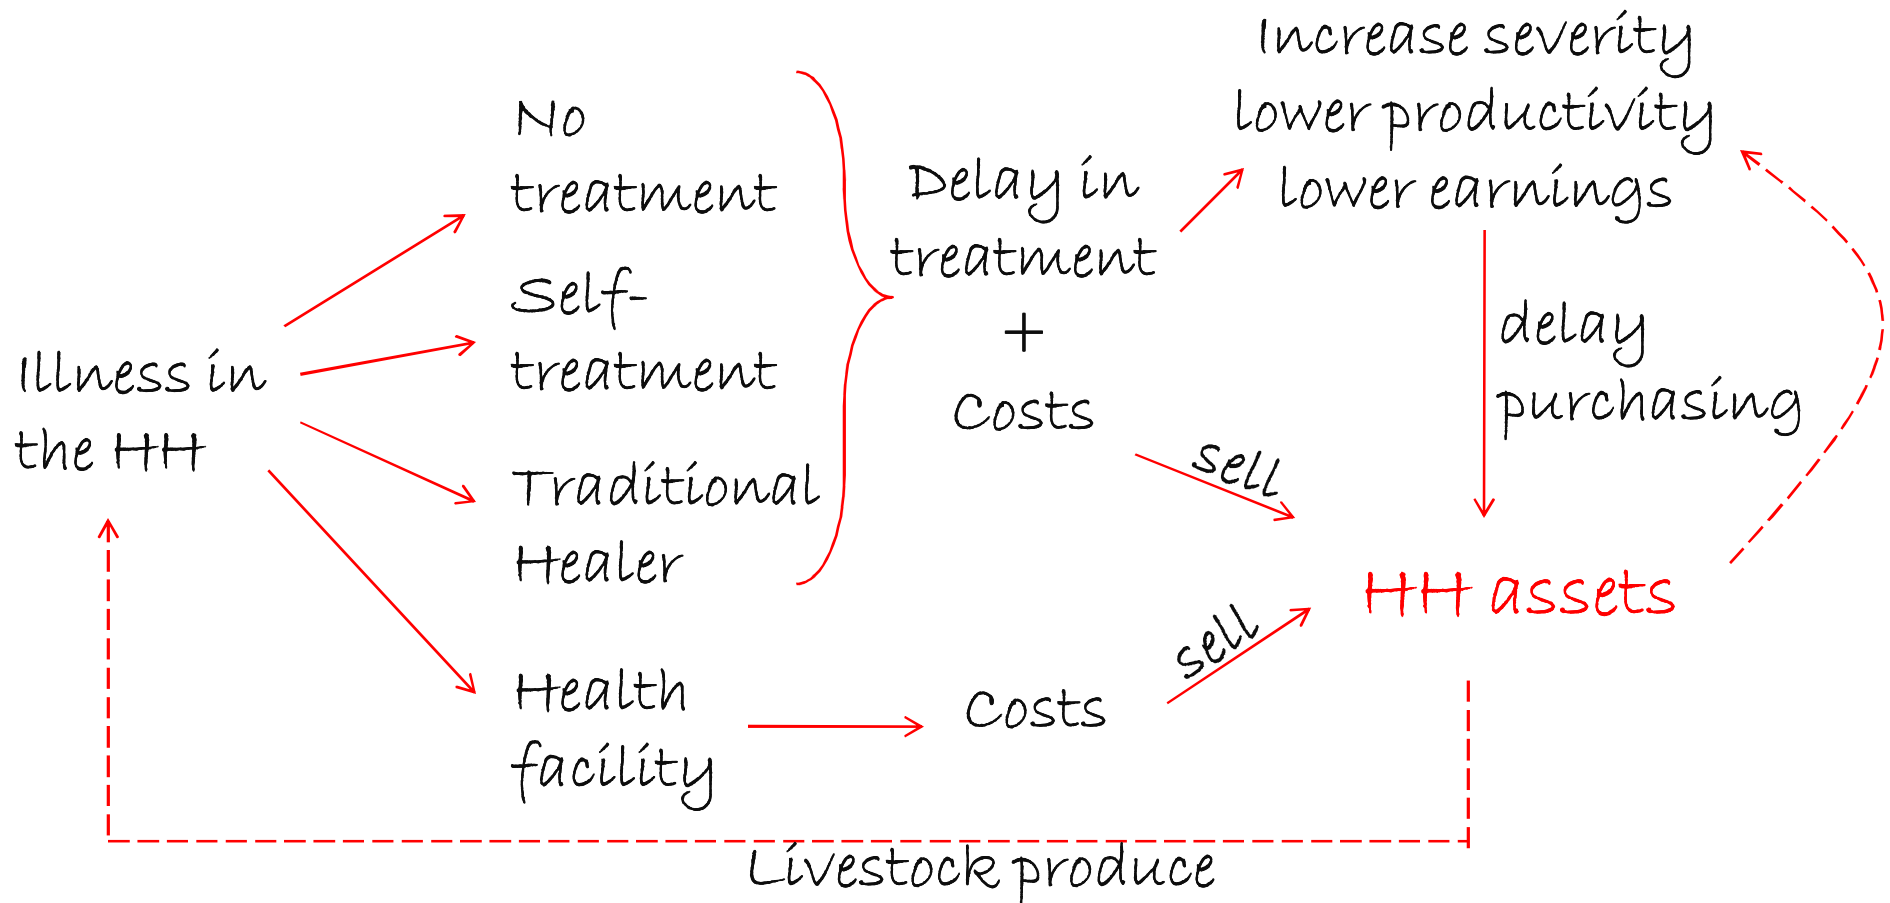 Illness in
the HH
No
treatment
Self-
treatment
Traditional
Healer
Health
facility
Delay in
treatment
+
Costs
Costs
sell
sell
Increase severity
lower productivity
lower earnings
delay
purchasing
HH assets
Livestock produce